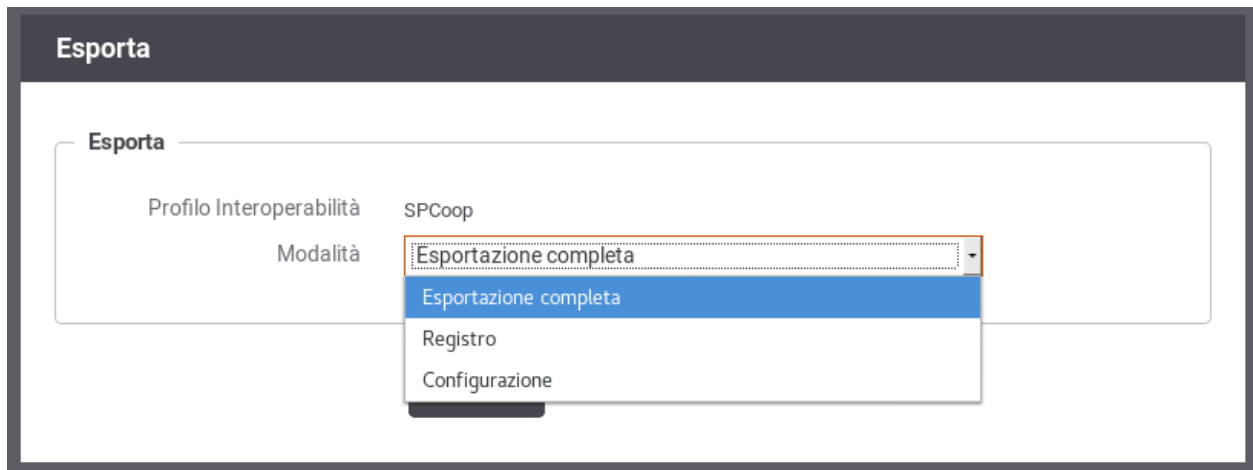 Esporta
Esporta
Profilo Interoperabilità SPCoop
Modalità Esportazione completa
Esportazione completa
Registro
Configurazione